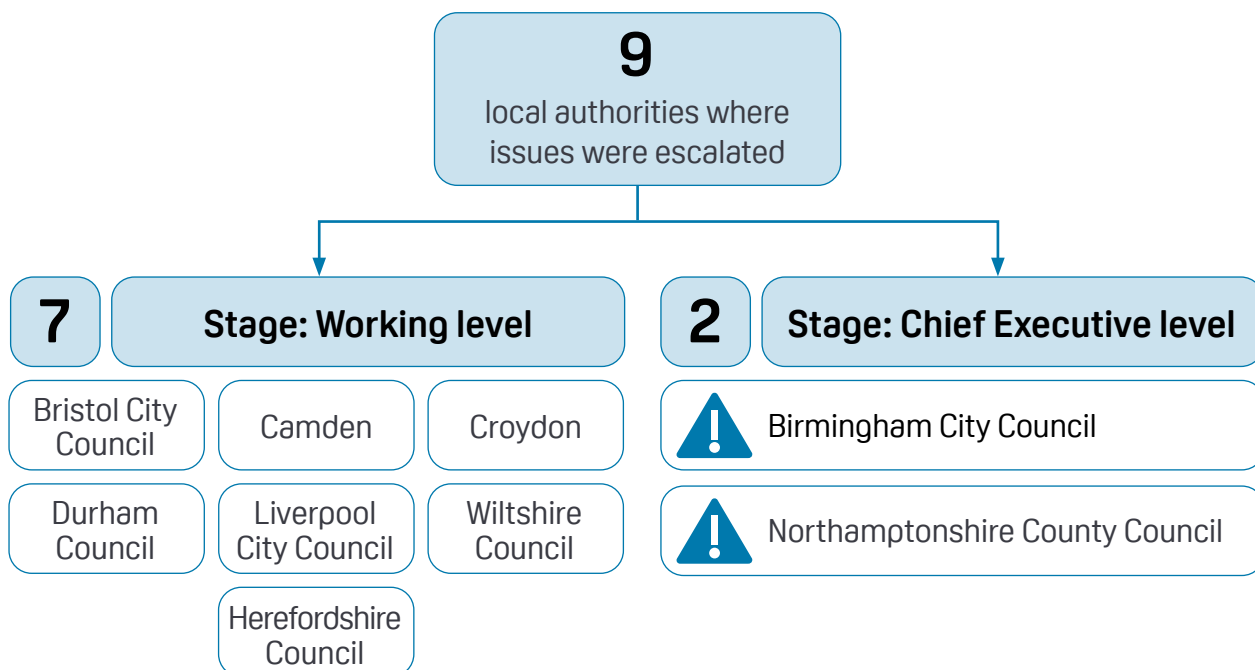 9
local authorities where
issues were escalated
7
Stage: Working level
Bristol City
Council
Camden
Croydon
Durham
Council
Liverpool
City Council
Wiltshire
Council
Herefordshire
Council
2
Stage: Chief Executive level
Birmingham City Council
Northamptonshire County Council